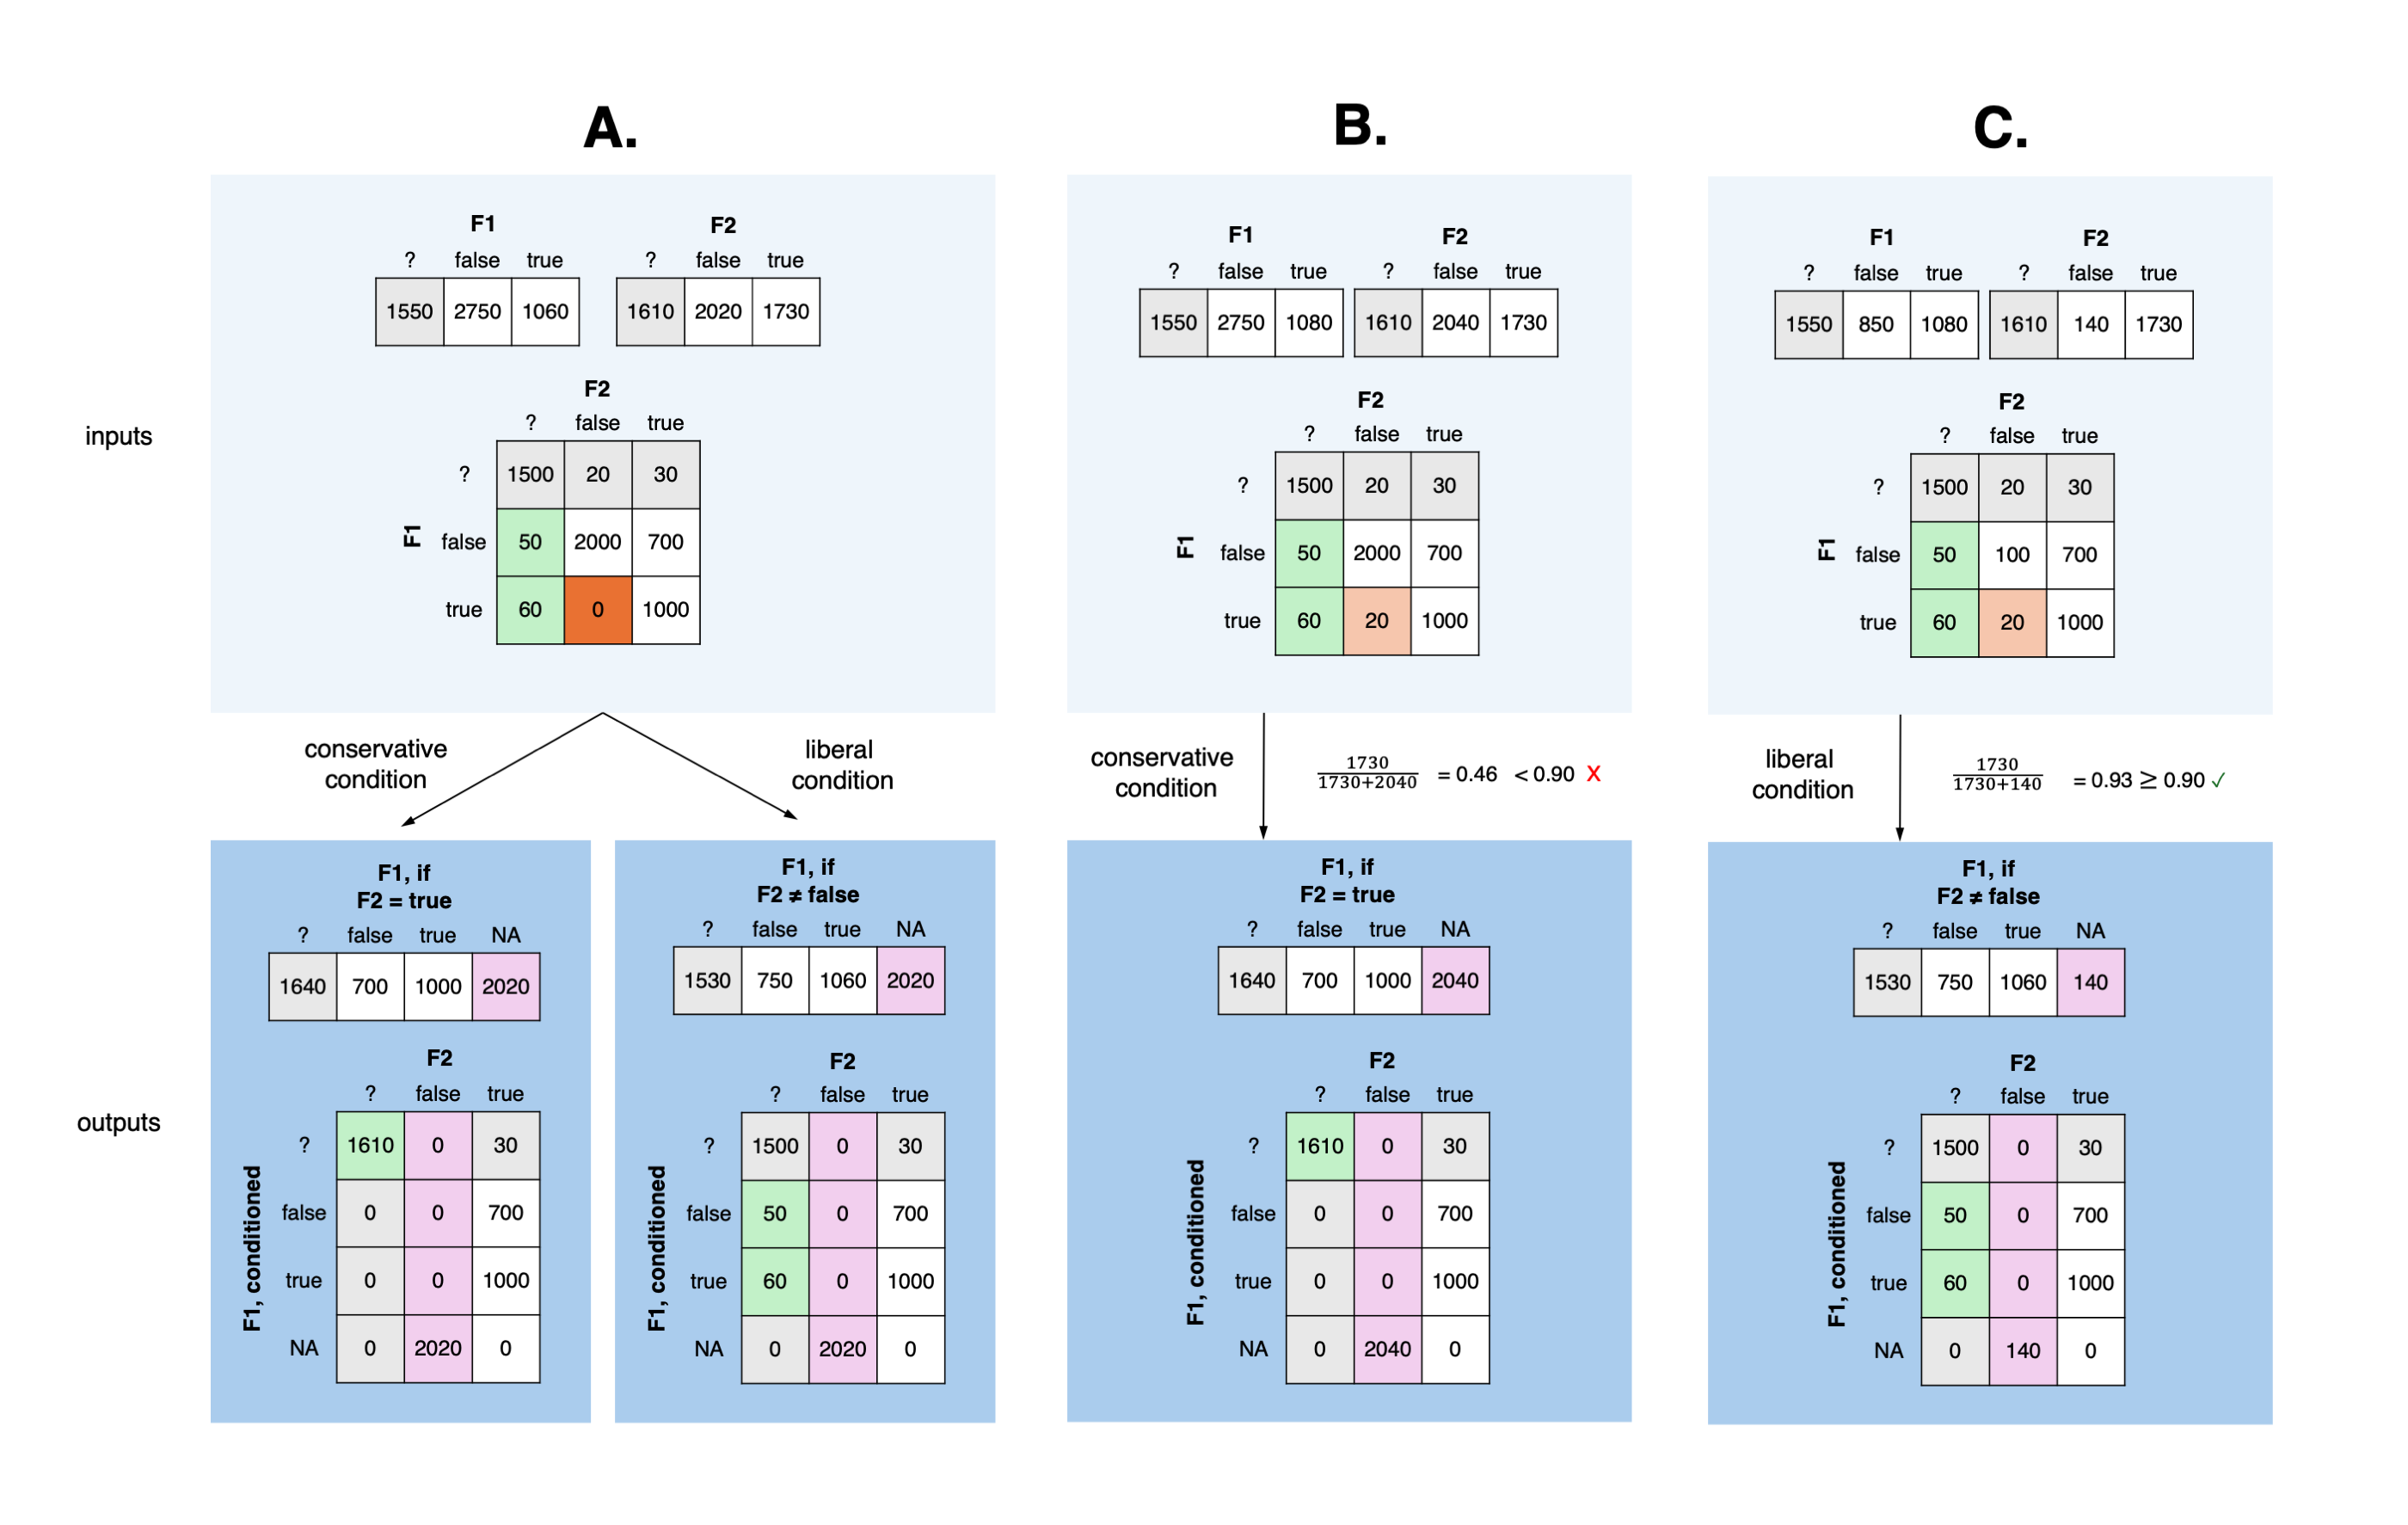 A.
B.
C.
inputs
F1
? false true
1550 2750 1060
F2
? false true
1610 2020 1730
F2
? false true
? 1500 20 30
F1
false 50 2000 700
true 60 0 1000
F1
? false true
1550 2750 1080
F2
? false true
1610 2040 1730
F2
? false true
? 1500 20 30
F1
false 50 2000 700
true 60 20 1000
F1
? false true
1550 850 1080
F2
? false true
1610 140 1730
F2
? false true
? 1500 20 30
F1
false 50 100 700
true 60 20 1000
conservative
condition
liberal
condition
conservative
condition
1730
1730+2040
= 0.46 < 0.90 X
liberal
condition
1730
1730+140
= 0.93 ≥ 0.90 ✓
outputs
F1, if
F2 = true
? false true NA
1640 700 1000 2020
F2
? false true
F1, conditioned
? 1610 0 30
false 0 0 700
true 0 0 1000
NA 0 2020 0
F1, if
F2 ≠ false
? false true NA
1530 750 1060 2020
F2
? false true
F1, conditioned
? 1500 0 30
false 50 0 700
true 60 0 1000
NA 0 2020 0
F1, if
F2 = true
? false true NA
1640 700 1000 2040
F2
? false true
F1, conditioned
? 1610 0 30
false 0 0 700
true 0 0 1000
NA 0 2040 0
F1, if
F2 ≠ false
? false true NA
1530 750 1060 140
F2
? false true
F1, conditioned
? 1500 0 30
false 50 0 700
true 60 0 1000
NA 0 140 0